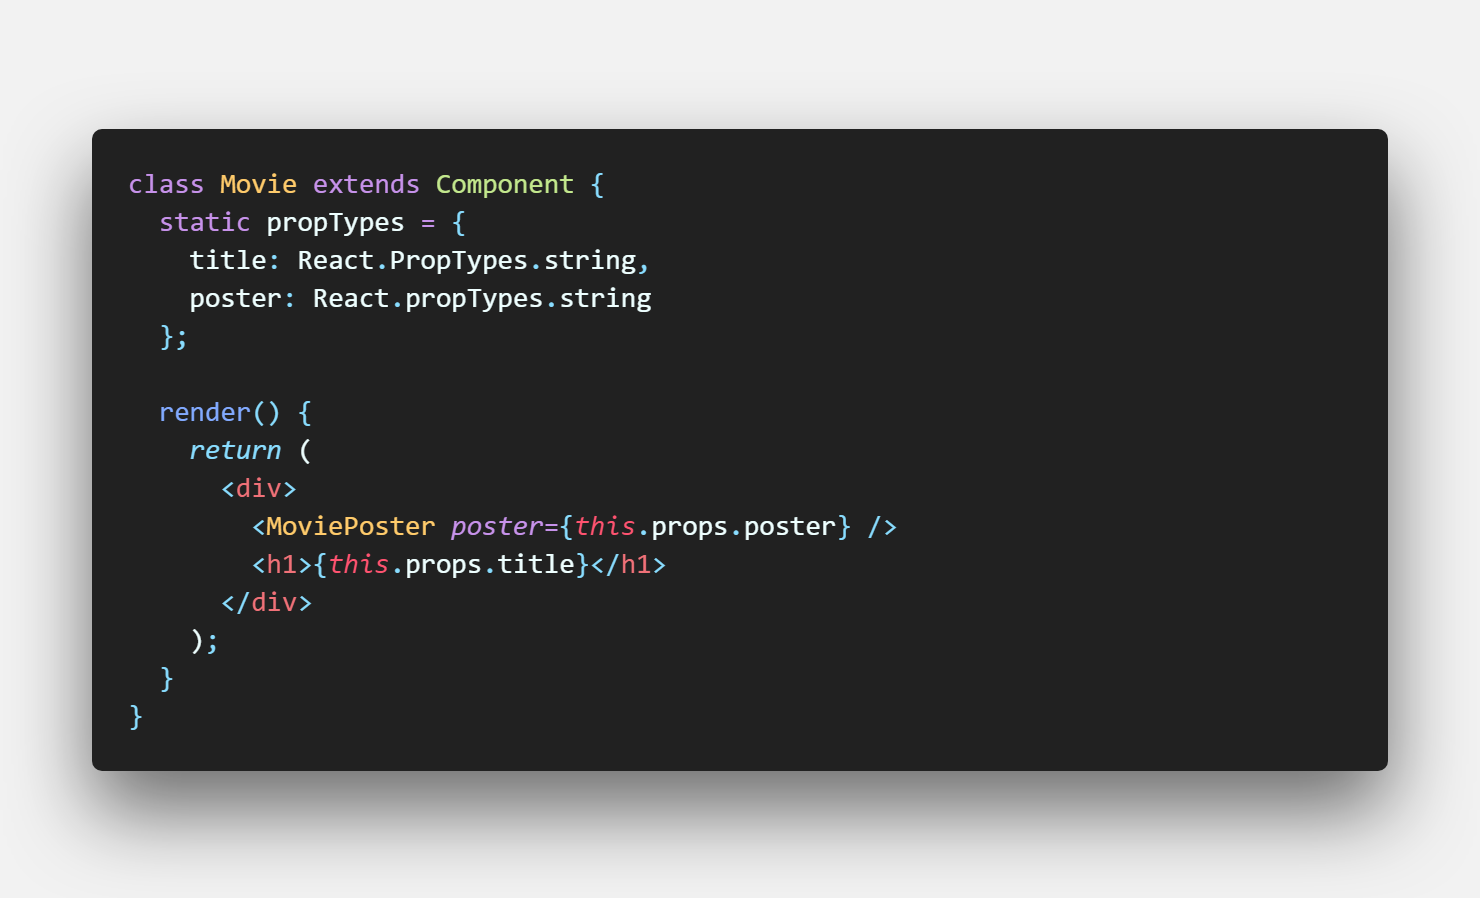 class Movie extends Component {
  static propTypes = {
    title: React.PropTypes.string,
    poster: React.propTypes.string
  };

  render() {
    return (
      <div>
        <MoviePoster poster={this.props.poster} />
        <h1>{this.props.title}</h1>
      </div>
    );
  }
}